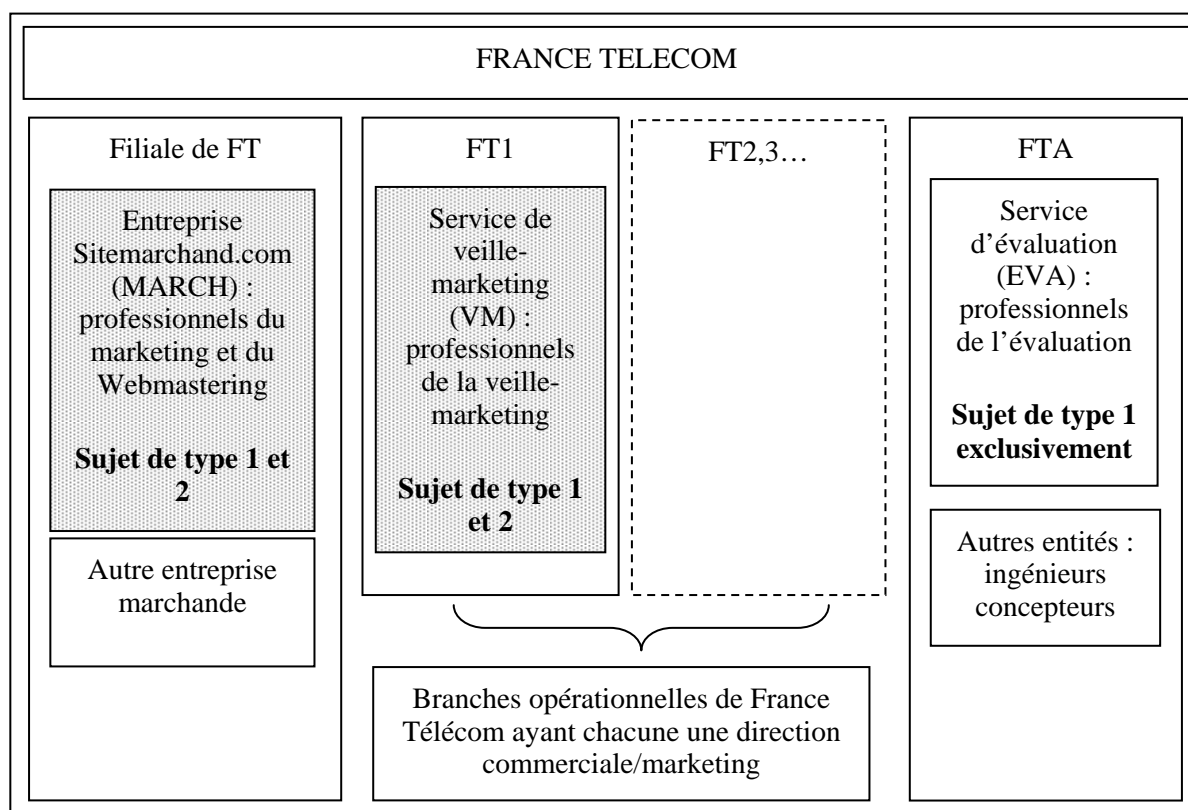 FRANCE TELECOM
Filiale de FT
Entreprise
Sitemarchand.com
(MARCH) :
professionnels du
marketing et du
Webmastering
Sujet de type 1 et
2
Autre entreprise
marchande
FT1
Service de
veille-
marketing
(VM) :
professionnels
de la veille-
marketing
Sujet de type 1
et 2
FT2,3…
Branches opérationnelles de France
Télécom ayant chacune une direction
commerciale/marketing
FTA
Service
d’évaluation
(EVA) :
professionnels
de l’évaluation
Sujet de type 1
exclusivement
Autres entités :
ingénieurs
concepteurs